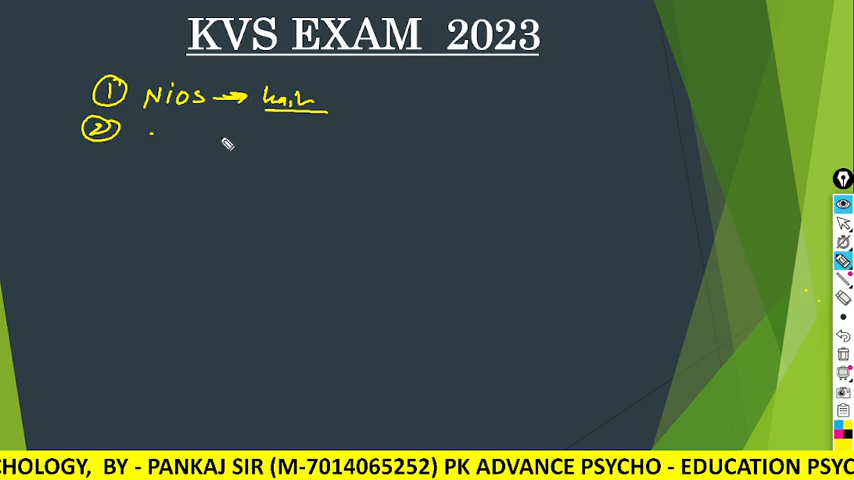 KVS EXAM 2023
① NiOS →
②
CHOLOGY, BY - PANKAJ SIR (M-7014065252) PK ADVANCE PSYCHO - EDUCATION PSYC